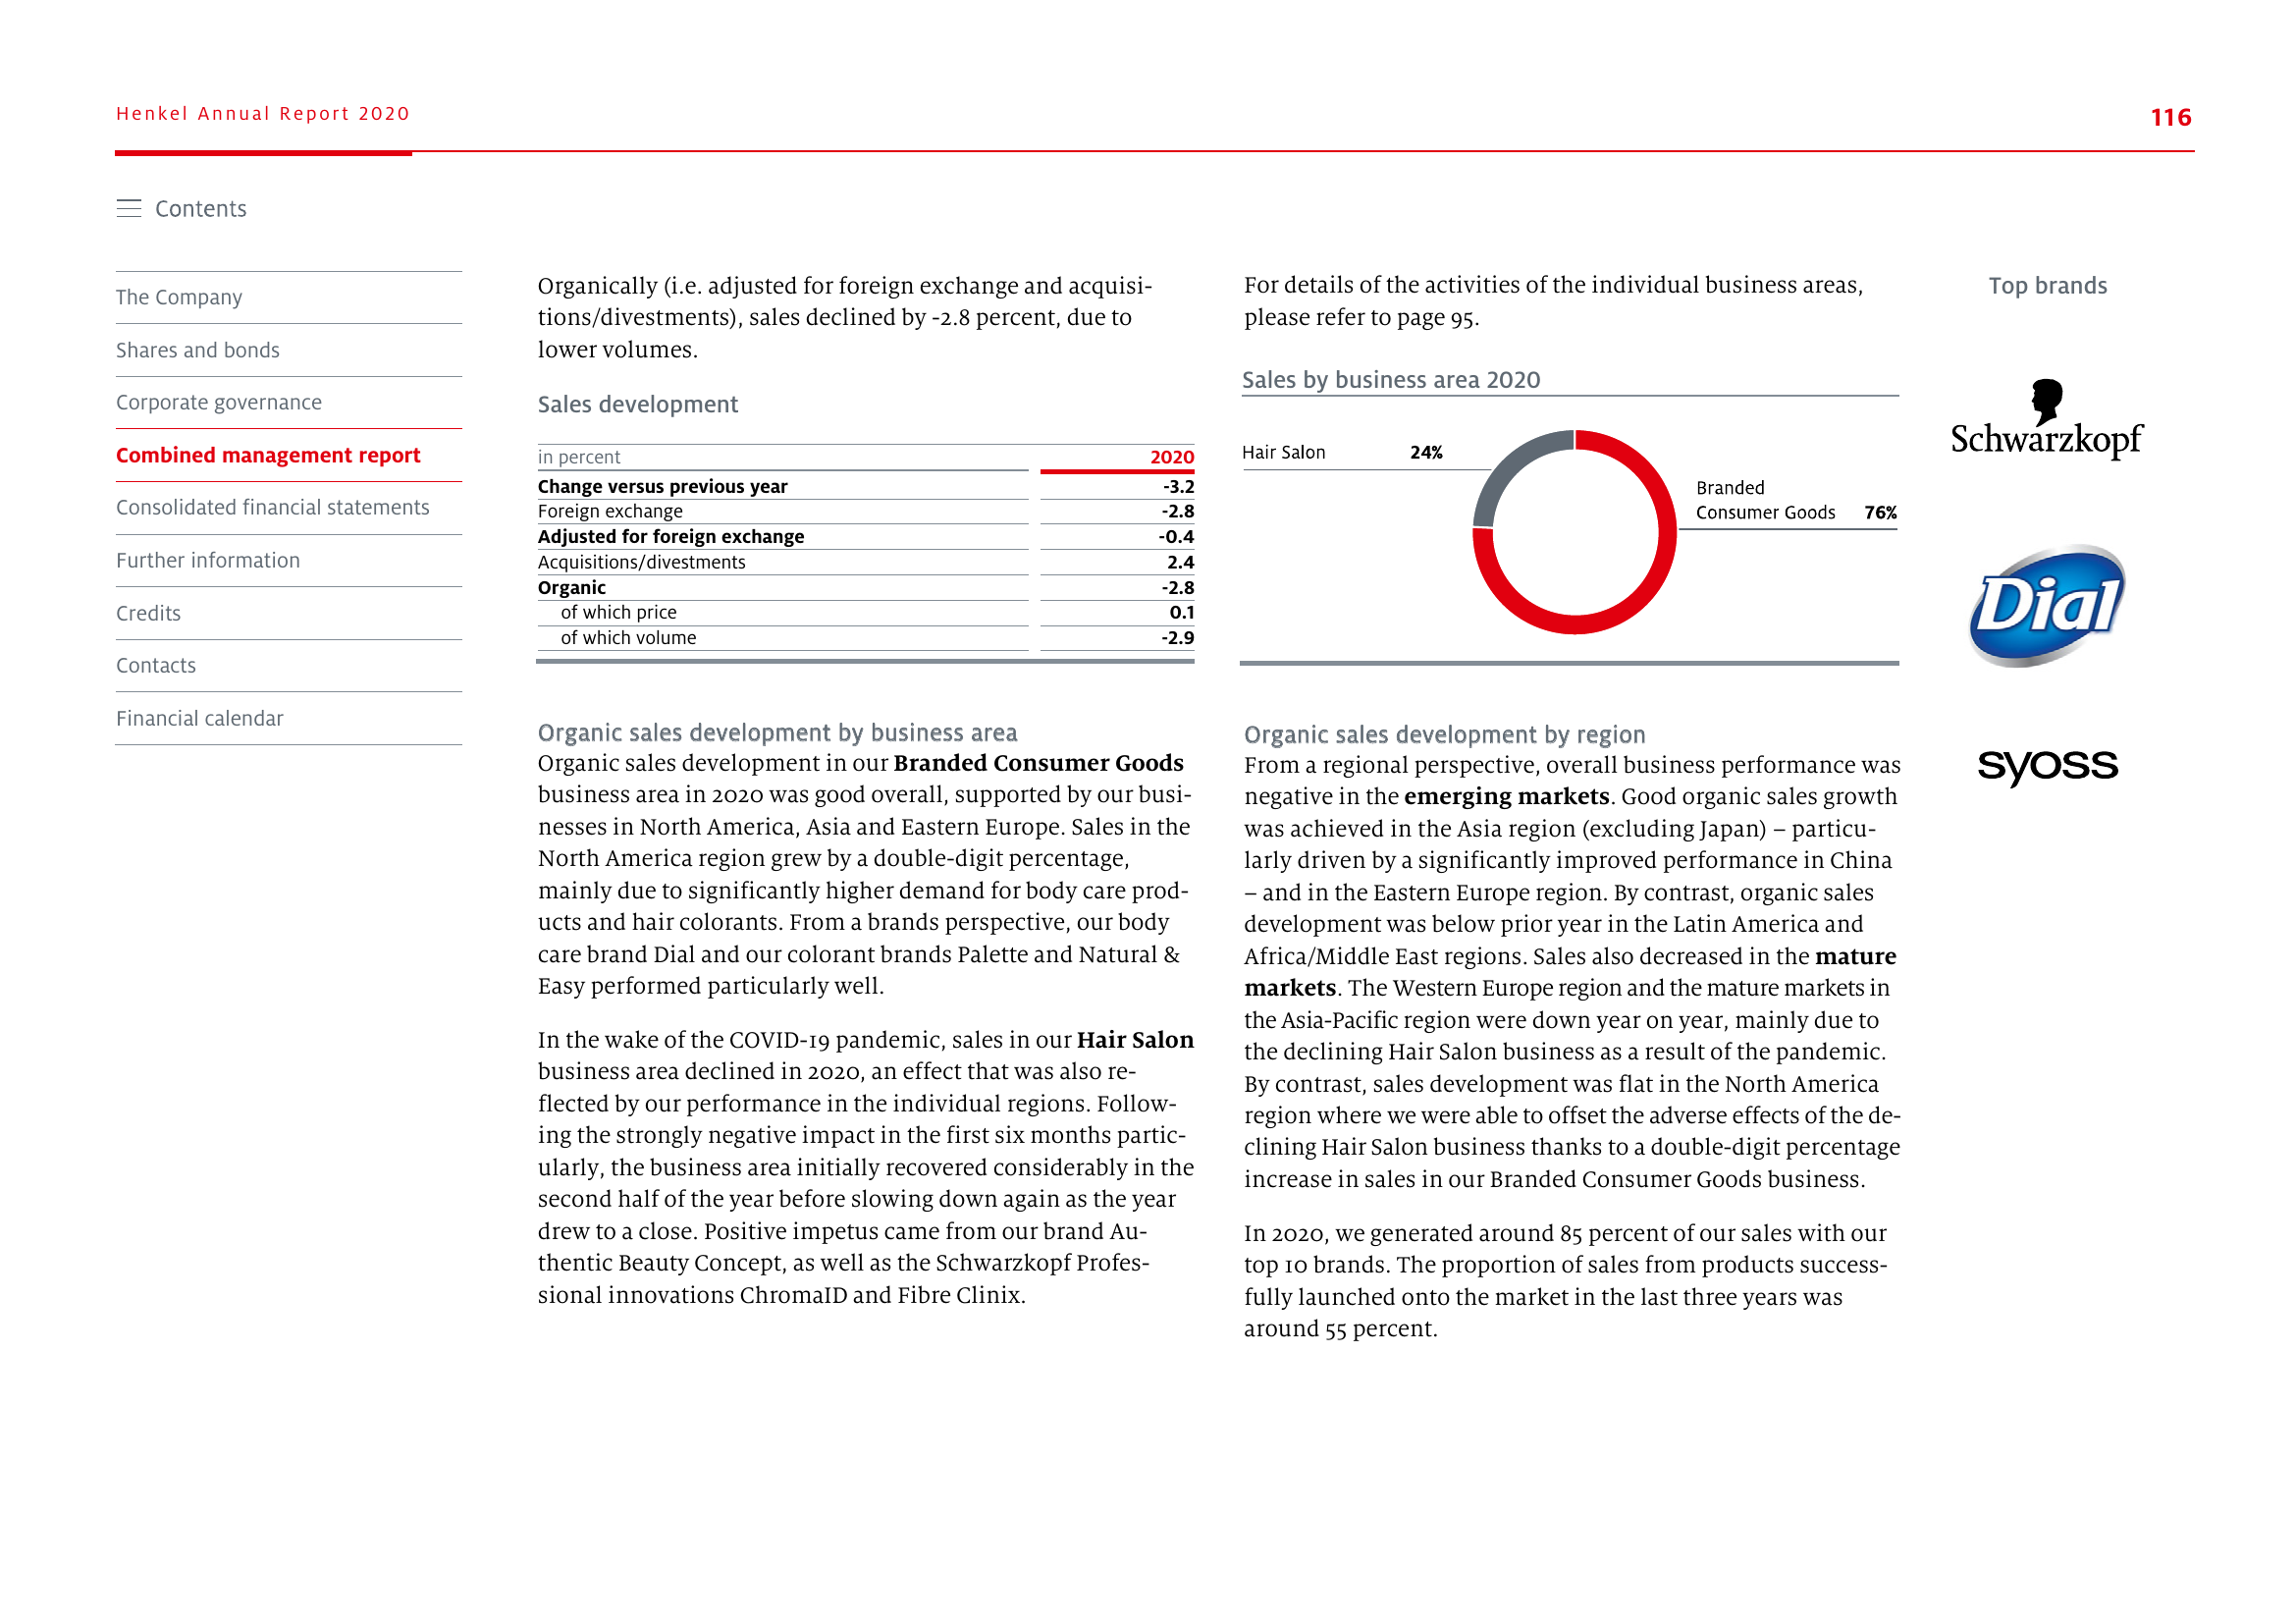 Henkel Annual Report 2020
116
Contents
The Company
Shares and bonds
Corporate governance
Combined management report
Consolidated financial statements
Further information
Credits
Contacts
Financial calendar
Organically (i.e. adjusted for foreign exchange and acquisi-
tions/divestments), sales declined by -2.8 percent, due to
lower volumes.
Sales development
in percent 2020
Change versus previous year -3.2
Foreign exchange -2.8
Adjusted for foreign exchange -0.4
Acquisitions/divestments 2.4
Organic -2.8
of which price 0.1
of which volume -2.9
Organic sales development by business area
Organic sales development in our Branded Consumer Goods
business area in 2020 was good overall, supported by our busi-
nesses in North America, Asia and Eastern Europe. Sales in the
North America region grew by a double-digit percentage,
mainly due to significantly higher demand for body care prod-
ucts and hair colorants. From a brands perspective, our body
care brand Dial and our colorant brands Palette and Natural &
Easy performed particularly well.
In the wake of the COVID-19 pandemic, sales in our Hair Salon
business area declined in 2020, an effect that was also re-
flected by our performance in the individual regions. Follow-
ing the strongly negative impact in the first six months partic-
ularly, the business area initially recovered considerably in the
second half of the year before slowing down again as the year
drew to a close. Positive impetus came from our brand Au-
thentic Beauty Concept, as well as the Schwarzkopf Profes-
sional innovations ChromaID and Fibre Clinix.
For details of the activities of the individual business areas,
please refer to page 95.
Sales by business area 2020
Hair Salon 24%
Branded
Consumer Goods 76%
Organic sales development by region
From a regional perspective, overall business performance was
negative in the emerging markets. Good organic sales growth
was achieved in the Asia region (excluding Japan) – particu-
larly driven by a significantly improved performance in China
– and in the Eastern Europe region. By contrast, organic sales
development was below prior year in the Latin America and
Africa/Middle East regions. Sales also decreased in the mature
markets. The Western Europe region and the mature markets in
the Asia-Pacific region were down year on year, mainly due to
the declining Hair Salon business as a result of the pandemic.
By contrast, sales development was flat in the North America
region where we were able to offset the adverse effects of the de-
clining Hair Salon business thanks to a double-digit percentage
increase in sales in our Branded Consumer Goods business.
In 2020, we generated around 85 percent of our sales with our
top 10 brands. The proportion of sales from products success-
fully launched onto the market in the last three years was
around 55 percent.
Top brands
Schwarzkopf
Dial
syoss